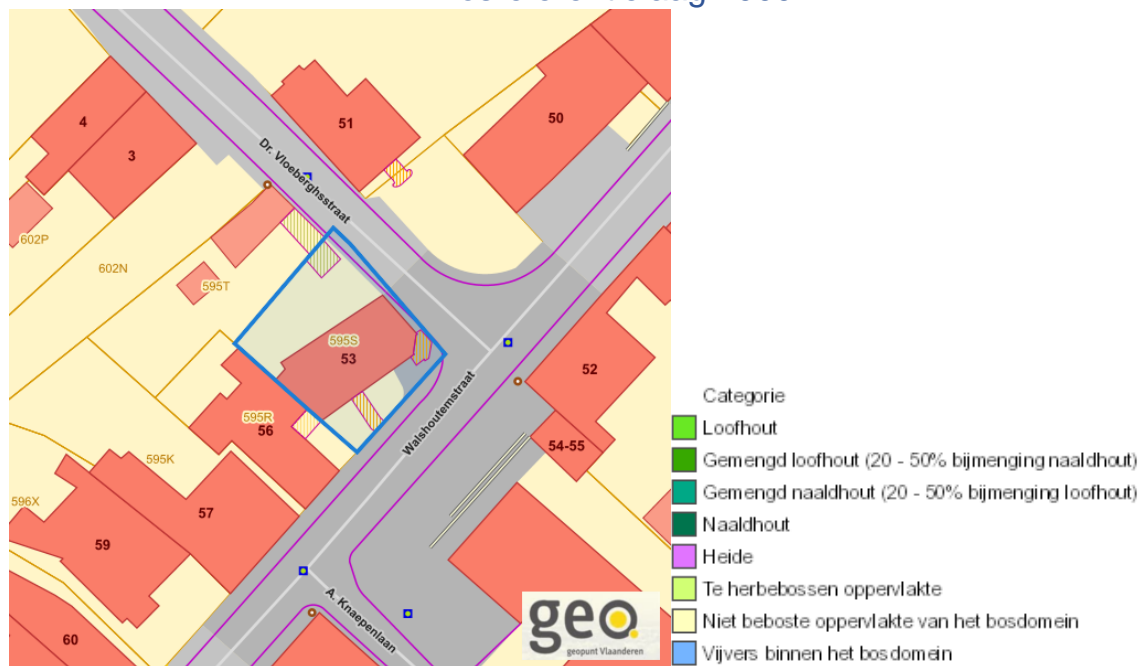 4
3
51
50
Dr. Vloeberghsstraat
602P
602N
595T
595S
53
52
Walshoutemstraat
595R
56
54-55
595K
596X
57
59
60
A. Knaepenlaan
geo.
geopunt Vlaanderen
Categorie
Loofhout
Gemengd loofhout (20 - 50% bijmenging naaldhout)
Gemengd naaldhout (20 - 50% bijmenging loofhout)
Naaldhout
Heide
Te herbebossen oppervlakte
Niet beboste oppervlakte van het bosdomein
Vijvers binnen het bosdomein